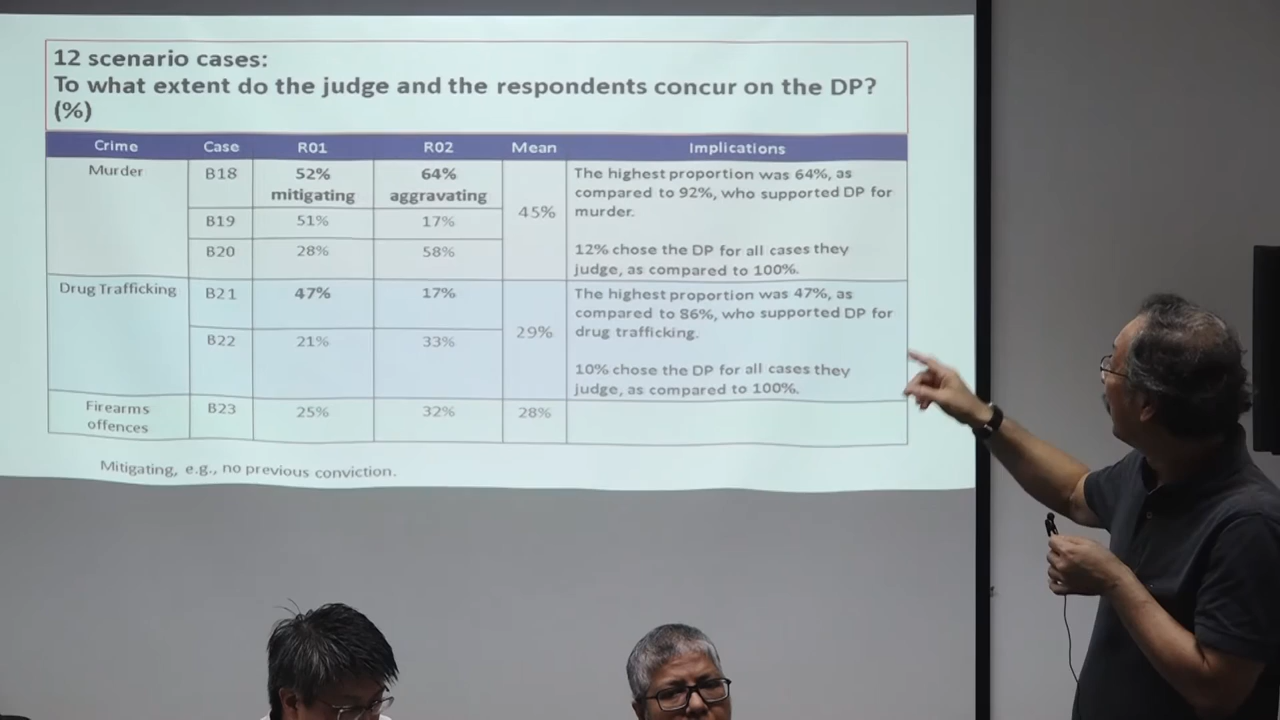 12 scenario cases:
To what extent do the judge and the respondents concur on the DP?
(%)
Crime Case R01 R02 Mean Implications
Murder B18 52% mitigating 64% aggravating 45%
The highest proportion was 64%, as
compared to 92%, who supported DP for
murder.
B19 51% 17%
B20 28% 58%
12% chose the DP for all cases they
judge, as compared to 100%.
Drug Trafficking B21 47% 17% 29%
The highest proportion was 47%, as
compared to 86%, who supported DP for
drug trafficking.
B22 21% 33%
10% chose the DP for all cases they
judge, as compared to 100%.
Firearms
offences
B23 25% 32% 28%
Mitigating, e.g., no previous conviction.